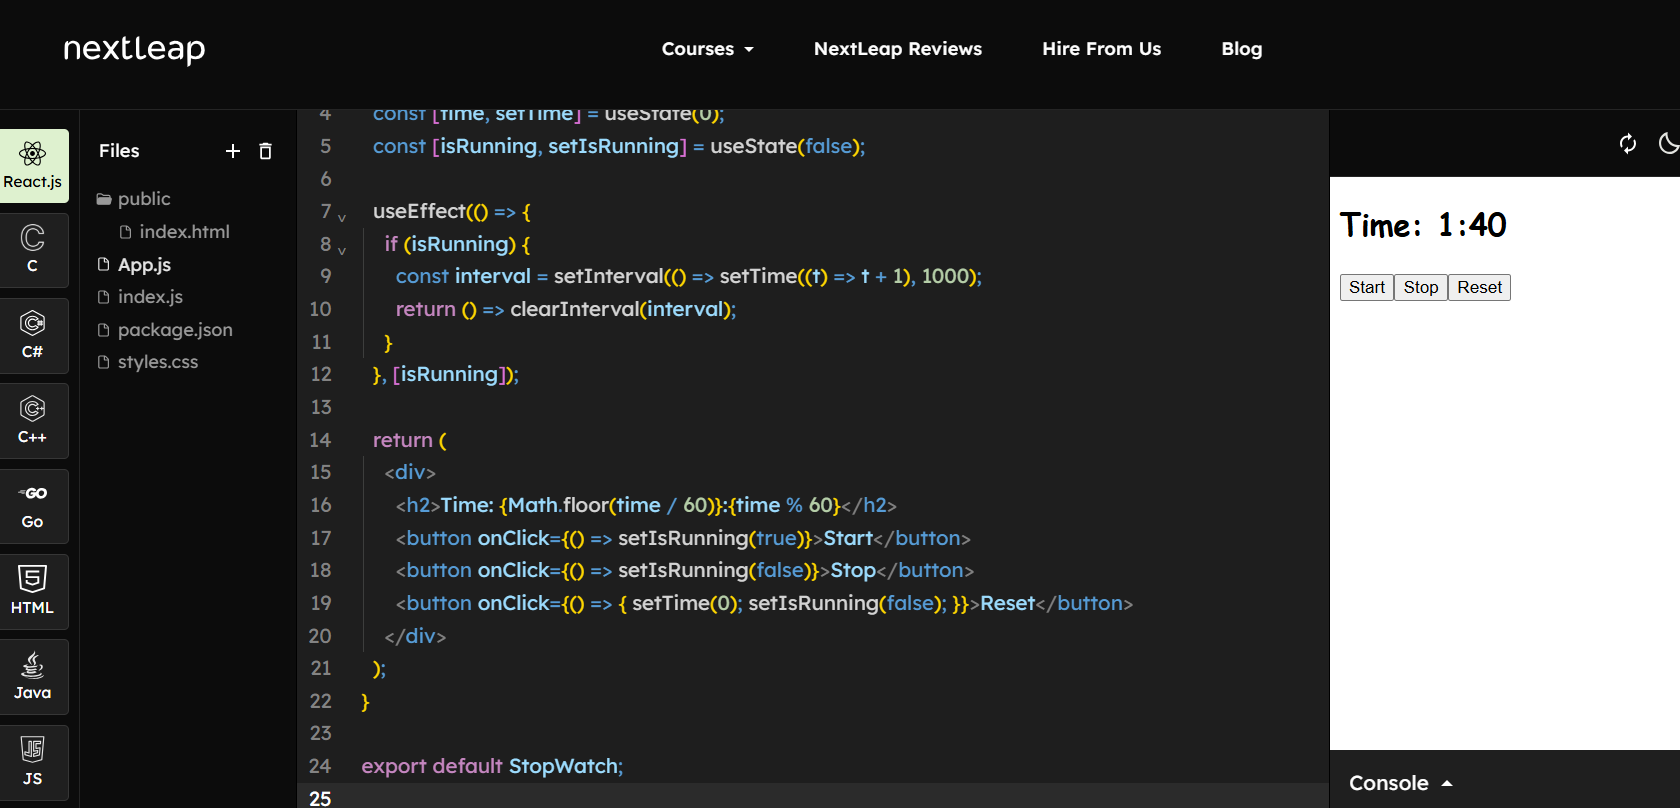 nextleap
Courses
NextLeap Reviews
Hire From Us
Blog
React.js
C
C#
C++
Go
HTML
Java
JS
Files
public
index.html
App.js
index.js
package.json
styles.css
4 const [time, setTime] = useState(0);
5 const [isRunning, setIsRunning] = useState(false);
6
7 useEffect(() => {
8 if (isRunning) {
9 const interval = setInterval(() => setTime((t) => t + 1), 1000);
10 return () => clearInterval(interval);
11 }
12 }, [isRunning]);
13
14 return (
15 <div>
16 <h2>Time: {Math.floor(time / 60)}:{time % 60}</h2>
17 <button onClick={() => setIsRunning(true)}>Start</button>
18 <button onClick={() => setIsRunning(false)}>Stop</button>
19 <button onClick={() => { setTime(0); setIsRunning(false); }}>Reset</button>
20 </div>
21 );
22 }
23
24 export default StopWatch;
25
Time: 1:40
Start Stop Reset
Console